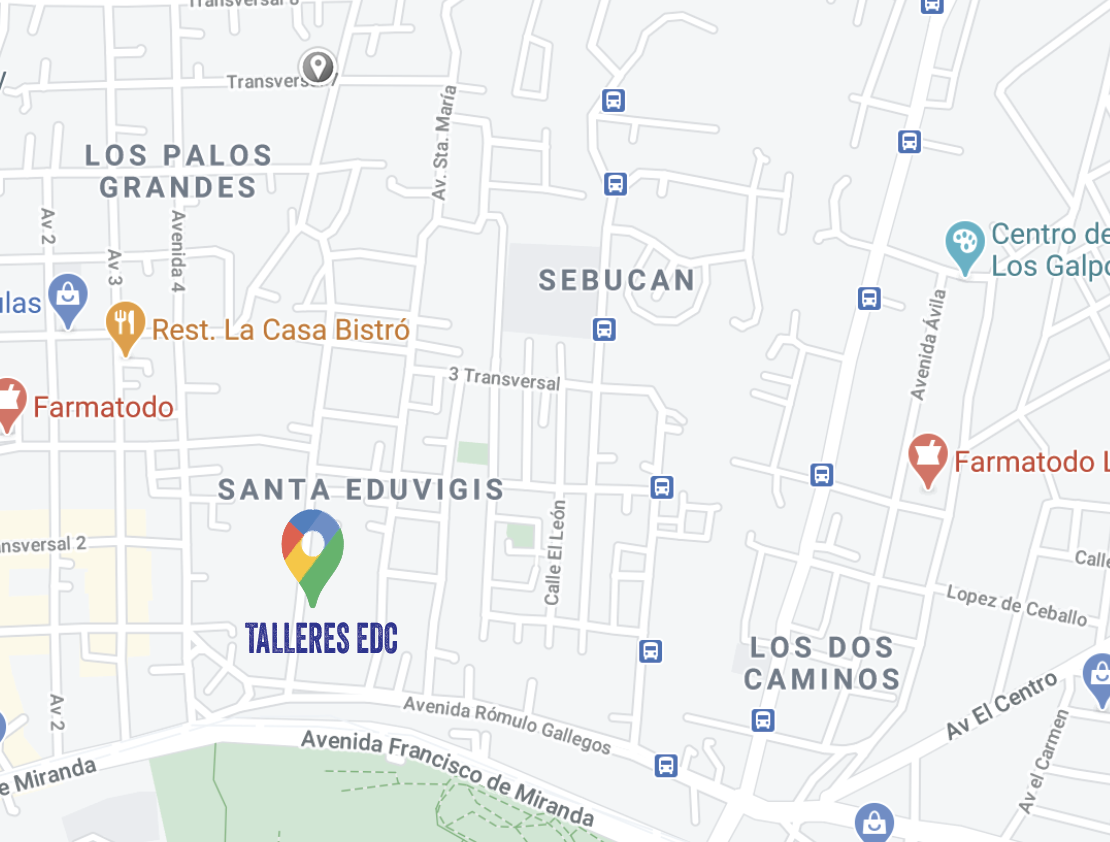 Transversal 8
Transvers
LOS PALOS
GRANDES
Av. Sta. María
Av 2
Av 3
Avenida 4
Centro de
Los Galpo
SEBUCAN
ulas
Rest. La Casa Bistró
Avenida Ávila
3 Transversal
Farmatodo
Farmatodo L
SANTA EDUVIGIS
ansversal 2
Calle El León
Calle
Lopez de Ceballo
TALLERES EDC
LOS DOS
CAMINOS
Av 2
Av El Centro
Avenida Rómulo Gallegos
Avenida Francisco de Miranda
e Miranda
Av el Carmen